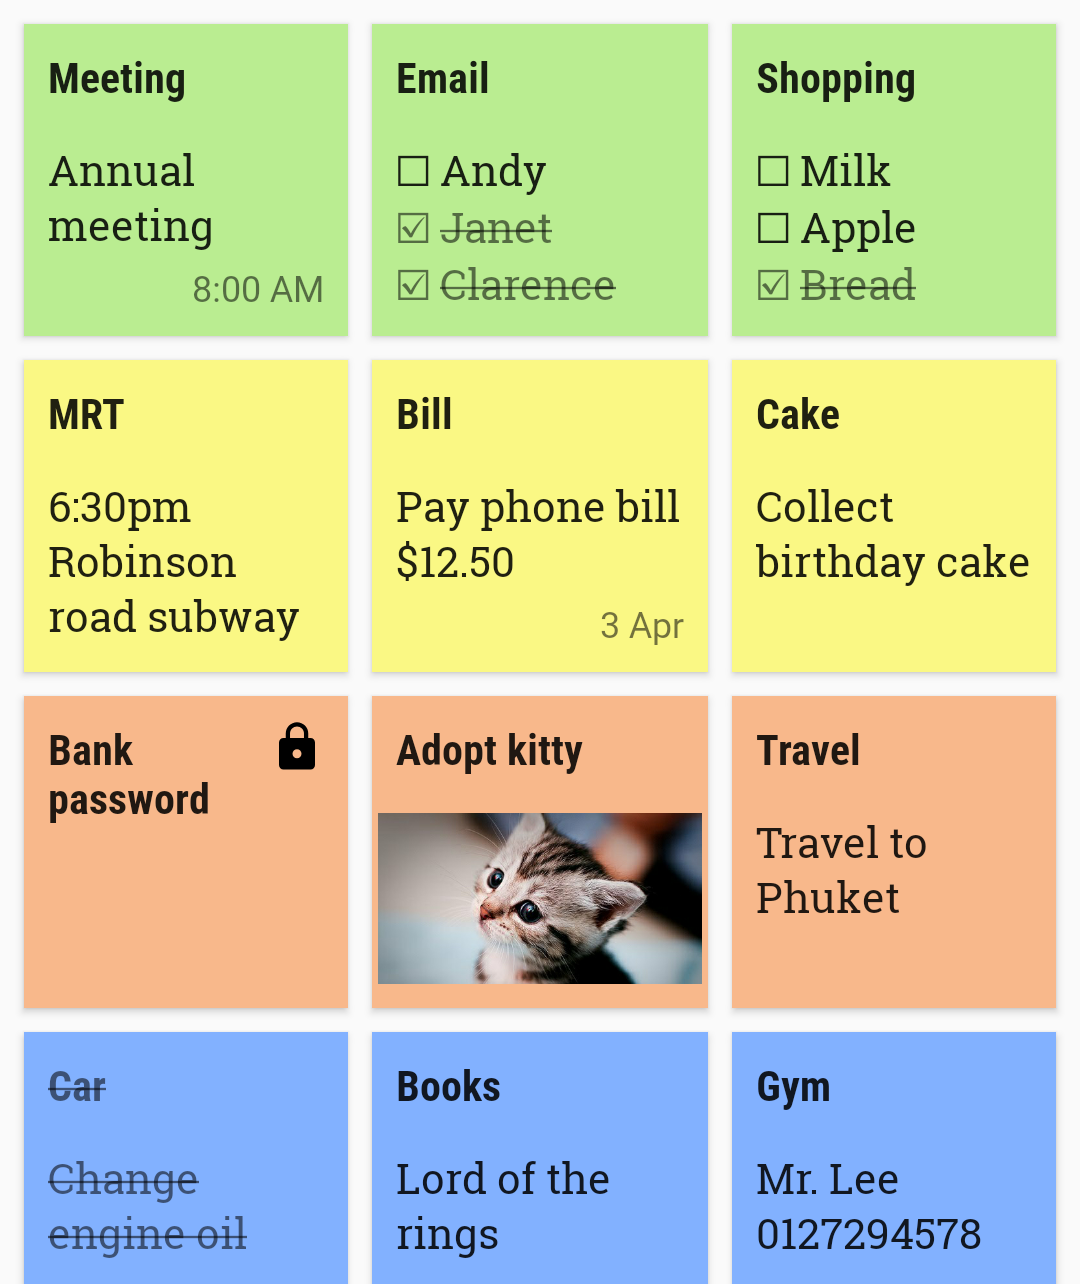 Meeting
Annual
meeting
8:00 AM
Email
☐ Andy
☑ Janet
☑ Clarence
Shopping
☐ Milk
☐ Apple
☑ Bread
MRT
6:30pm
Robinson
road subway
Bill
Pay phone bill
$12.50
3 Apr
Cake
Collect
birthday cake
Bank
password
Adopt kitty
Travel
Travel to
Phuket
Car
Change
engine oil
Books
Lord of the
rings
Gym
Mr. Lee
0127294578